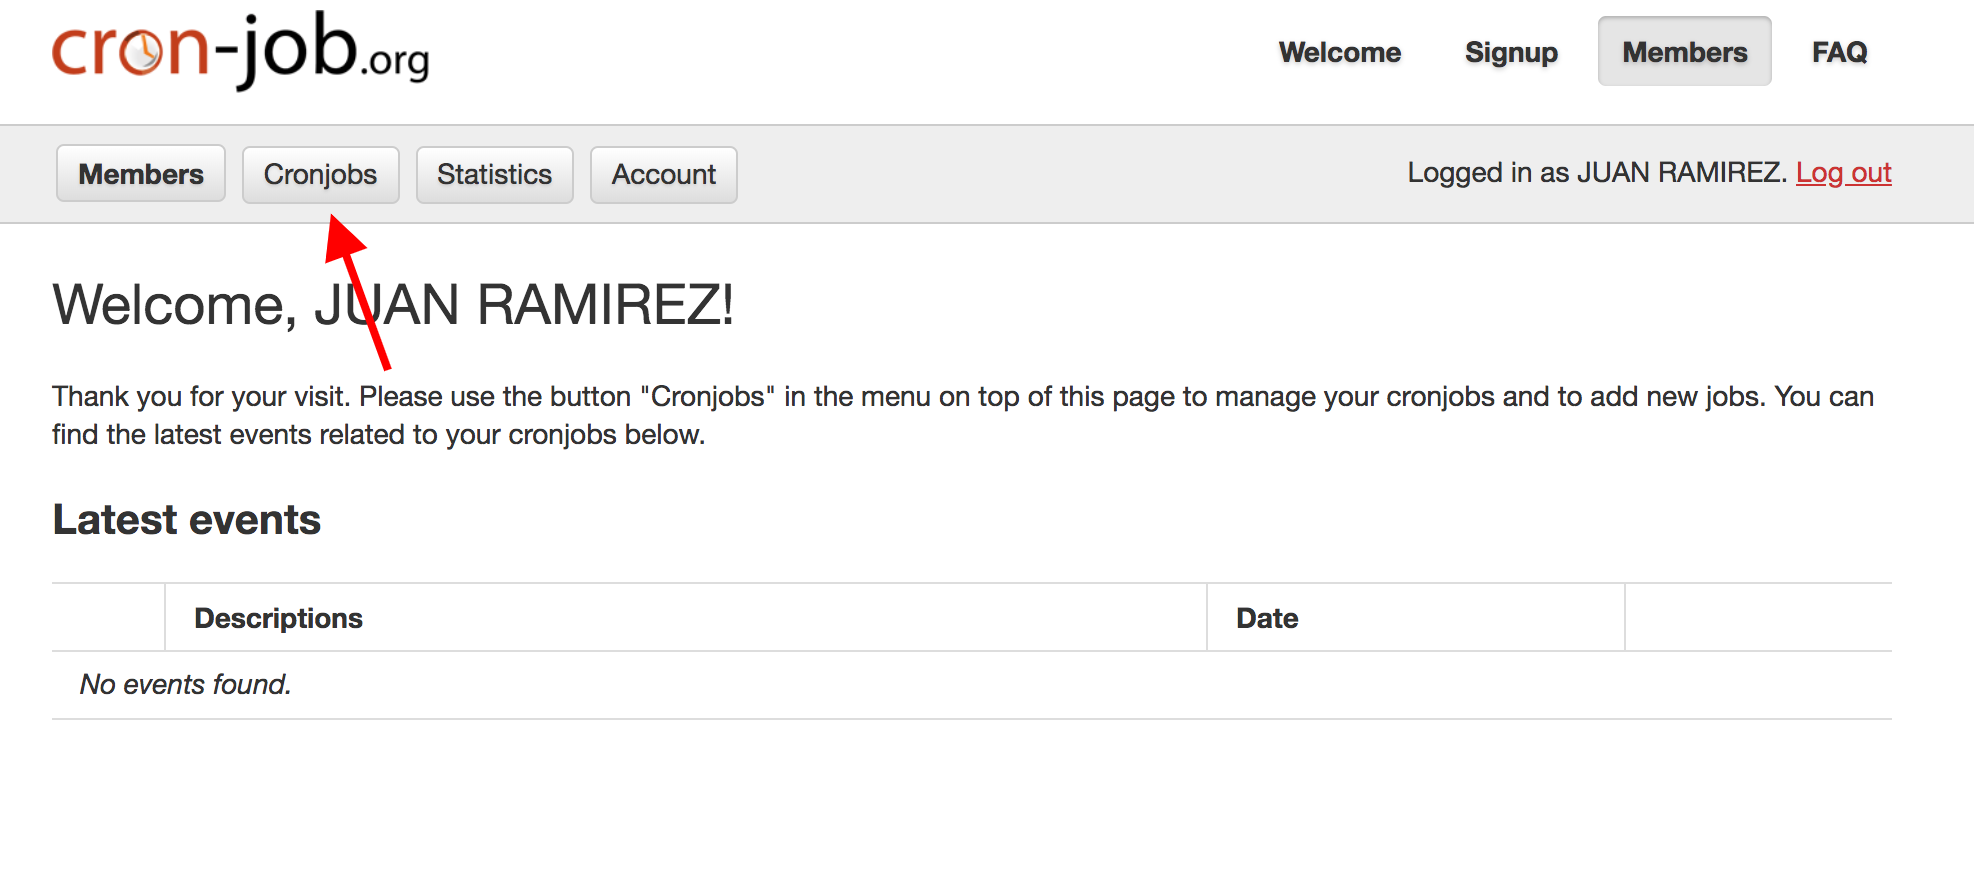 cron-job.org
Welcome Signup Members FAQ
Members Cronjobs Statistics Account Logged in as JUAN RAMIREZ. Log out
Welcome, JUAN RAMIREZ!
Thank you for your visit. Please use the button "Cronjobs" in the menu on top of this page to manage your cronjobs and to add new jobs. You can
find the latest events related to your cronjobs below.
Latest events
Descriptions Date
No events found.